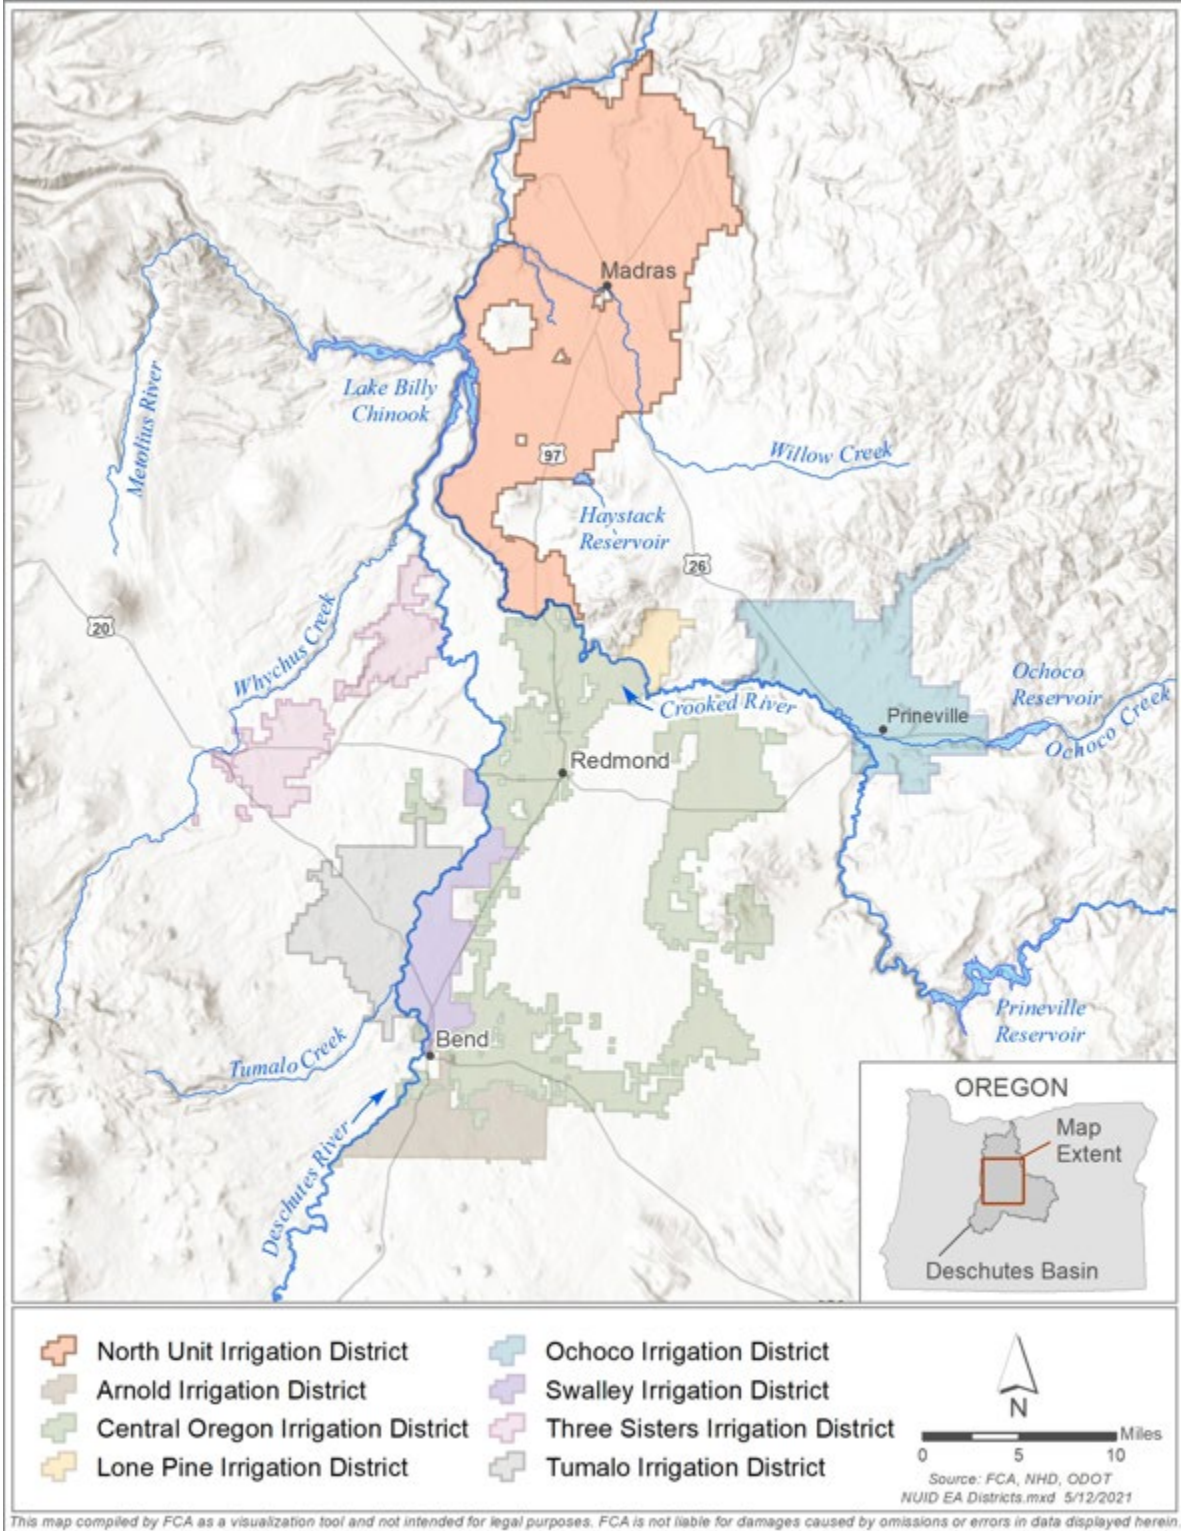 Madras
Lake Billy
Chinook
Metolius River
97
Willow Creek
Haystack
Reservoir
26
20
Whychus Creek
Ochoco
Reservoir
Crooked River
Prineville
Ochoco Creek
Redmond
Prineville
Reservoir
Bend
Tumalo Creek
Deschutes River
OREGON
Map
Extent
Deschutes Basin
North Unit Irrigation District
Arnold Irrigation District
Central Oregon Irrigation District
Lone Pine Irrigation District
Ochoco Irrigation District
Swalley Irrigation District
Three Sisters Irrigation District
Tumalo Irrigation District
N
Miles
0 5 10
Source: FCA, NHD, ODOT
NUID EA Districts.mxd 5/12/2021
This map compiled by FCA as a visualization tool and not intended for legal purposes. FCA is not liable for damages caused by omissions or errors in data displayed herein.